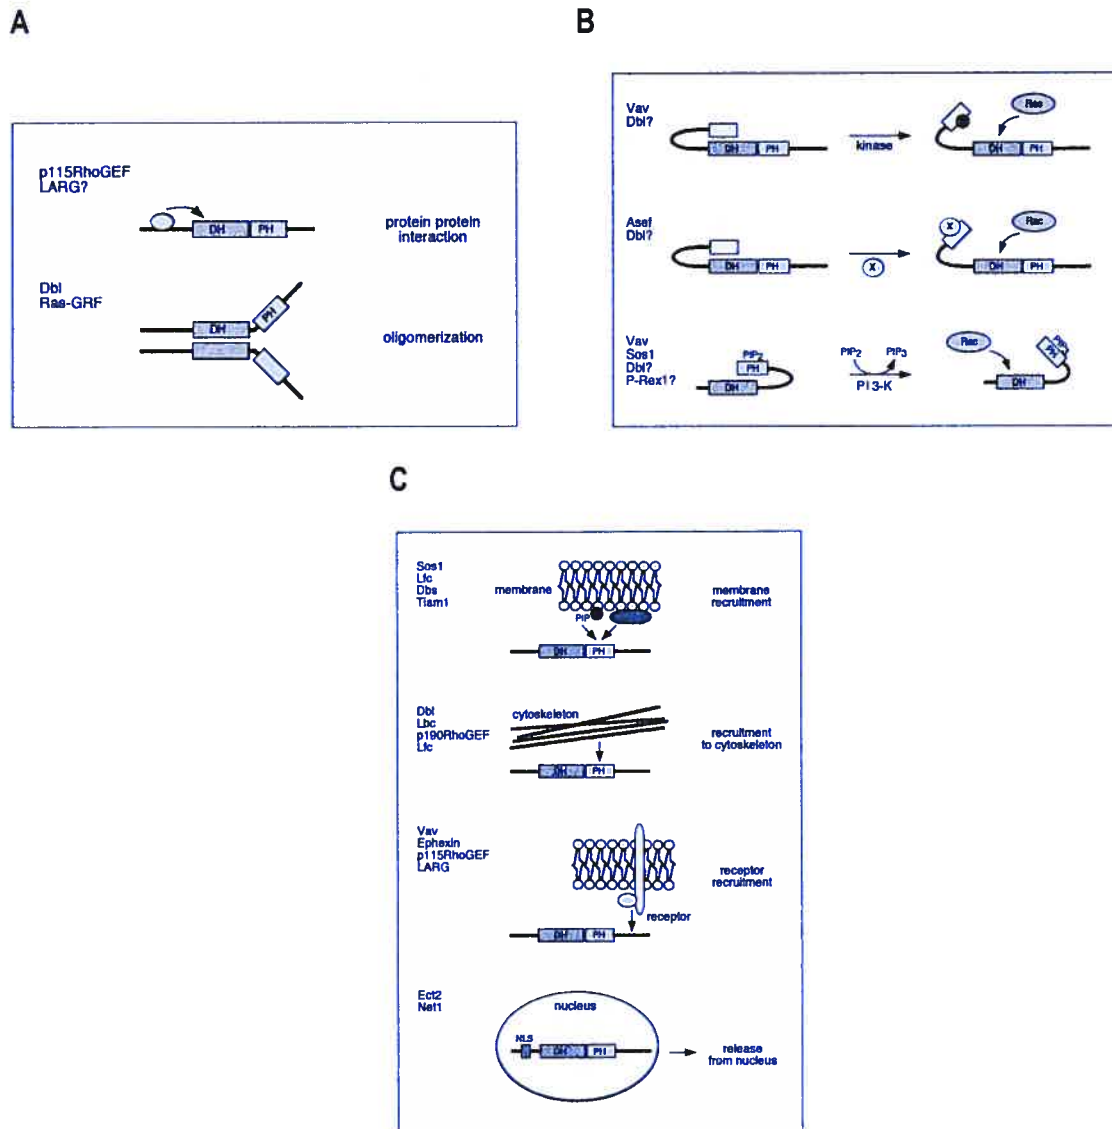 A
p115RhoGEF
LARG?
DH PH
protein protein
interaction
Dbl
Ras-GRF
DH PH
oligomerization
B
Vav
Dbl?
DH PH
kinase
Rac
DH PH
Asef
Dbl?
DH PH
X
X
Rac
DH PH
Vav
Sos1
Dbl?
P-Rex1?
PIP2
PH
DH
PIP2 PIP3
PI3-K
Rac
PIP3
PH
DH
C
Sos1
Lfc
Dbs
Tiam1
membrane
PIP
DH PH
membrane
recruitment
Dbl
Lbc
p190RhoGEF
Lfc
cytoskeleton
DH PH
recruitment
to cytoskeleton
Vav
Ephexin
p115RhoGEF
LARG
receptor
DH PH
receptor
recruitment
Ect2
Net1
nucleus
NLS
DH PH
release
from nucleus